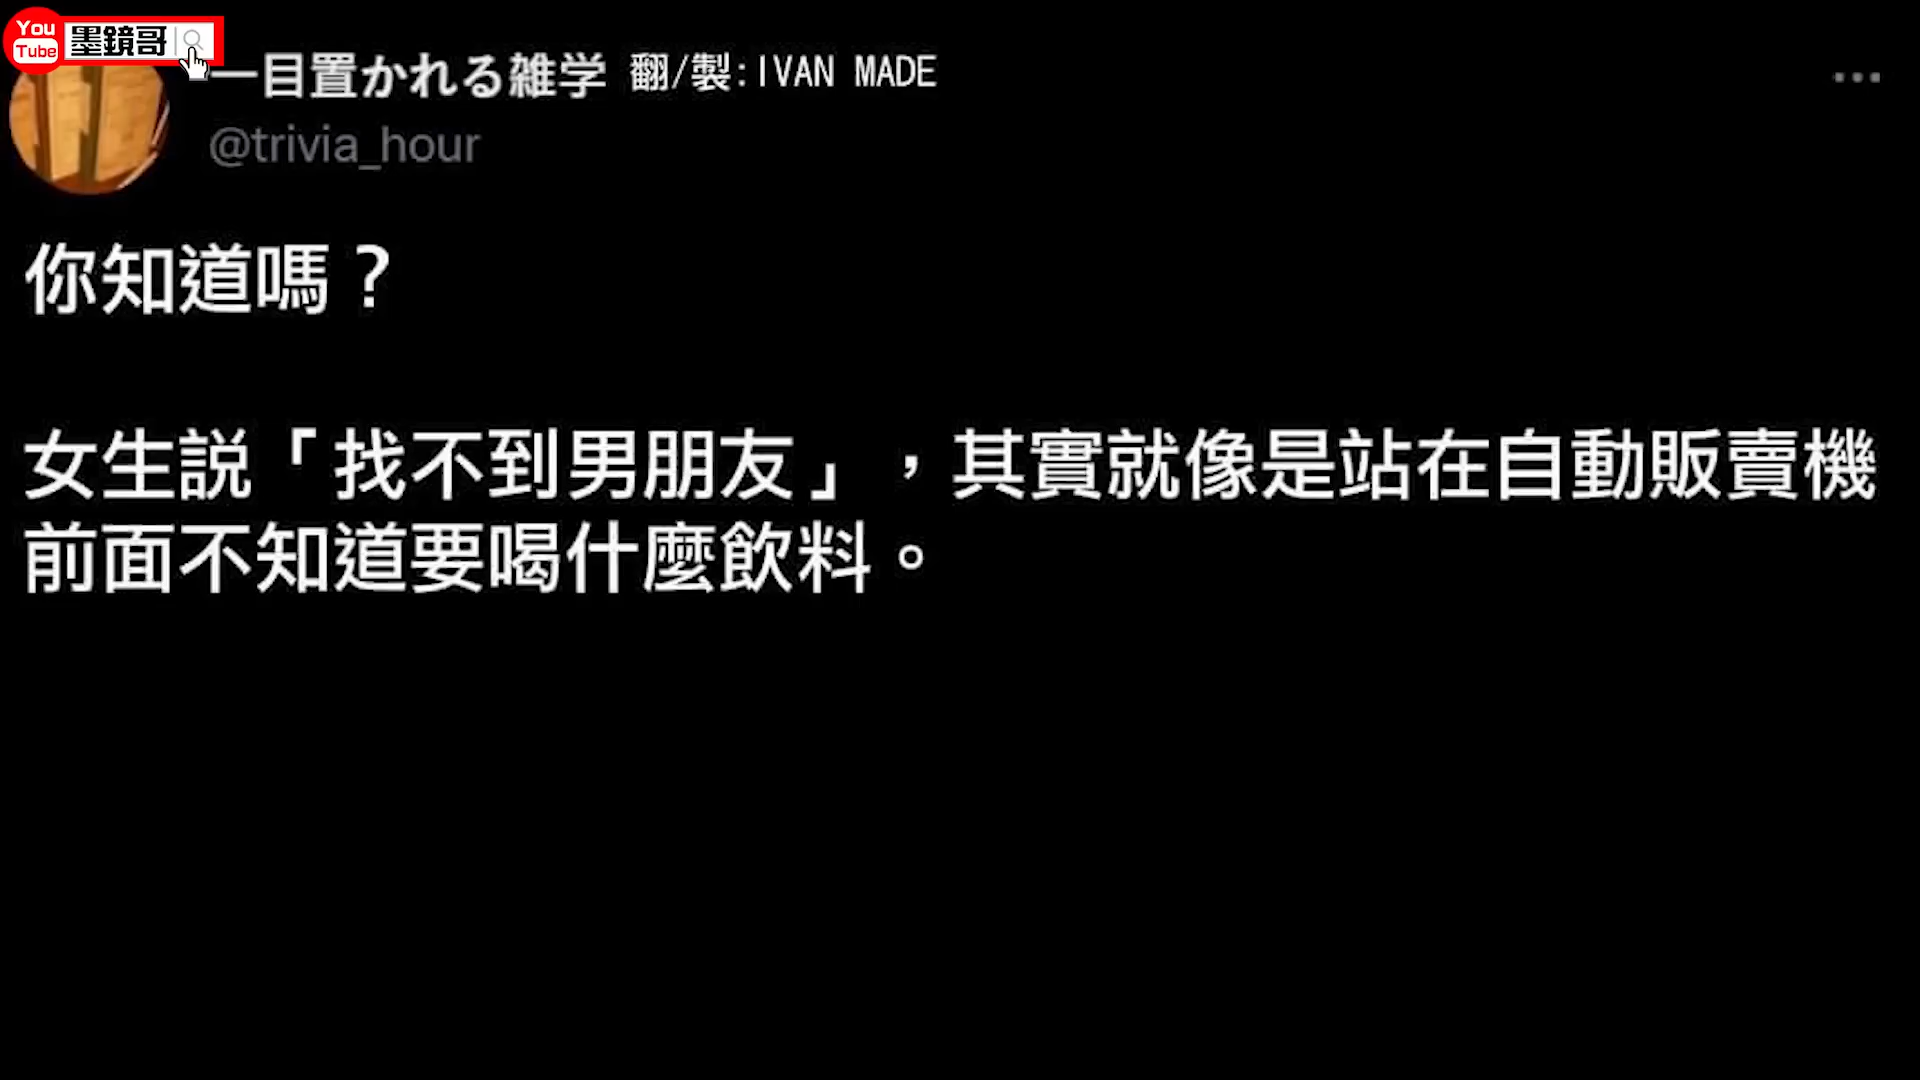 You
Tube
墨鏡哥
一目置かれる雑学 翻/製:IVAN MADE
@trivia_hour
你知道嗎？
女生説「找不到男朋友」，其實就像是站在自動販賣機
前面不知道要喝什麼飲料。